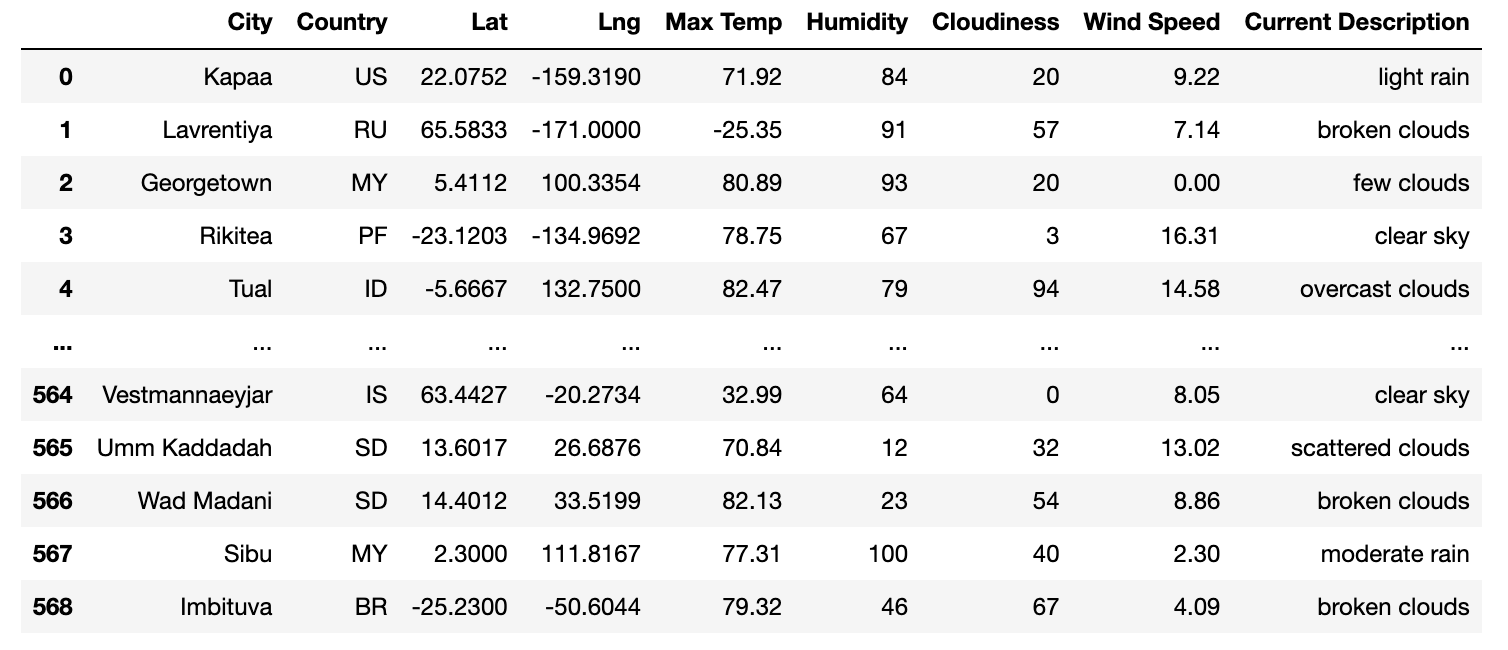 City Country Lat Lng Max Temp Humidity Cloudiness Wind Speed Current Description
0 Kapaa US 22.0752 -159.3190 71.92 84 20 9.22 light rain
1 Lavrentiya RU 65.5833 -171.0000 -25.35 91 57 7.14 broken clouds
2 Georgetown MY 5.4112 100.3354 80.89 93 20 0.00 few clouds
3 Rikitea PF -23.1203 -134.9692 78.75 67 3 16.31 clear sky
4 Tual ID -5.6667 132.7500 82.47 79 94 14.58 overcast clouds
... ... ... ... ... ... ... ... ... ...
564 Vestmannaeyjar IS 63.4427 -20.2734 32.99 64 0 8.05 clear sky
565 Umm Kaddadah SD 13.6017 26.6876 70.84 12 32 13.02 scattered clouds
566 Wad Madani SD 14.4012 33.5199 82.13 23 54 8.86 broken clouds
567 Sibu MY 2.3000 111.8167 77.31 100 40 2.30 moderate rain
568 Imbituva BR -25.2300 -50.6044 79.32 46 67 4.09 broken clouds